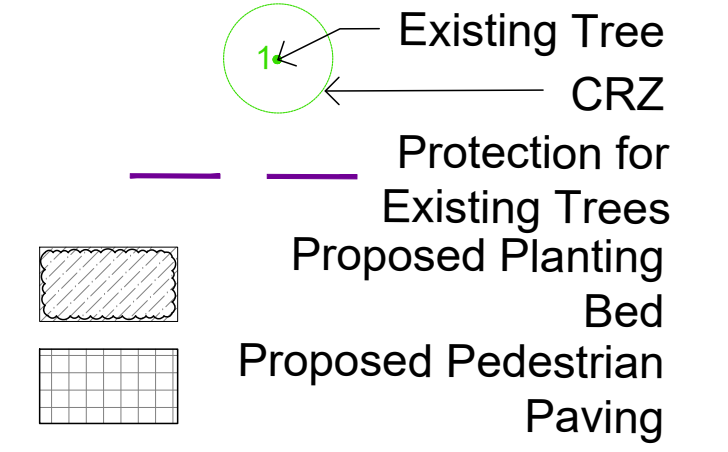 1
Existing Tree
CRZ
Protection for
Existing Trees
Proposed Planting
Bed
Proposed Pedestrian
Paving